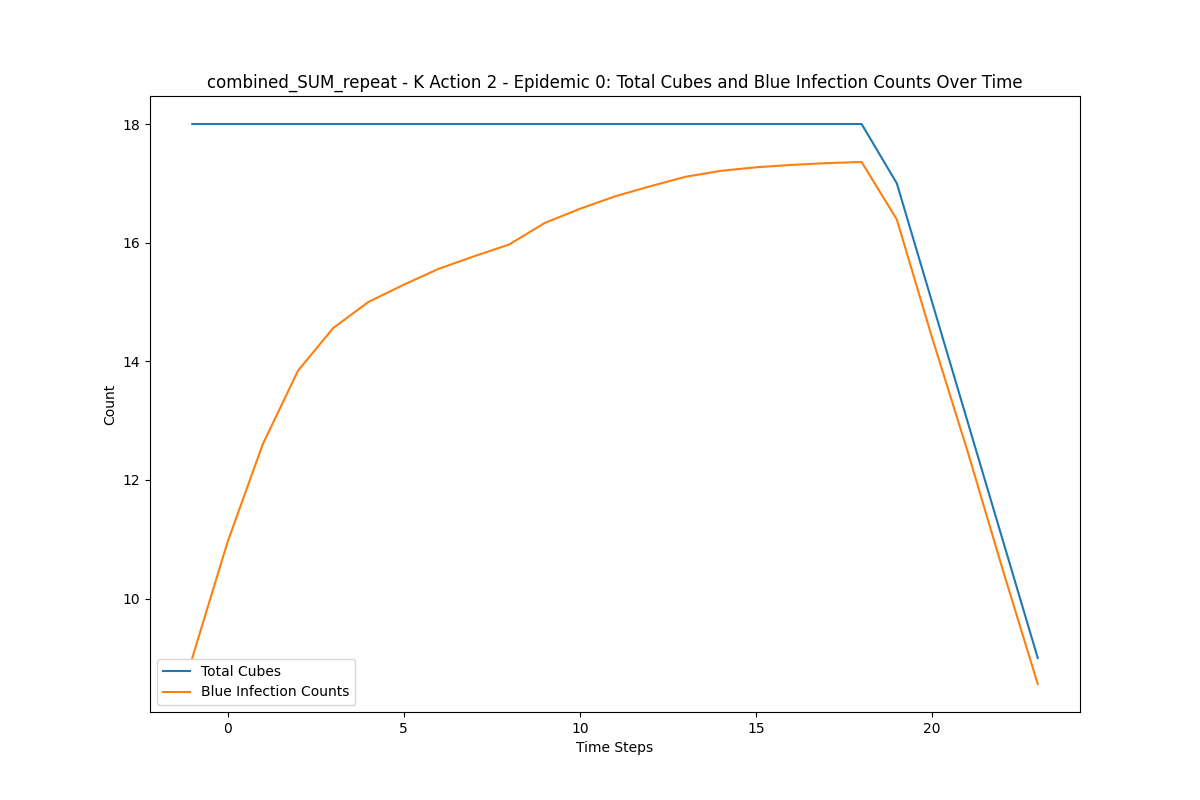 combined_SUM_repeat - K Action 2 - Epidemic 0: Total Cubes and Blue Infection Counts Over Time
18
16
14
12
10
Count
Total Cubes
Blue Infection Counts
0 5 10 15 20
Time Steps